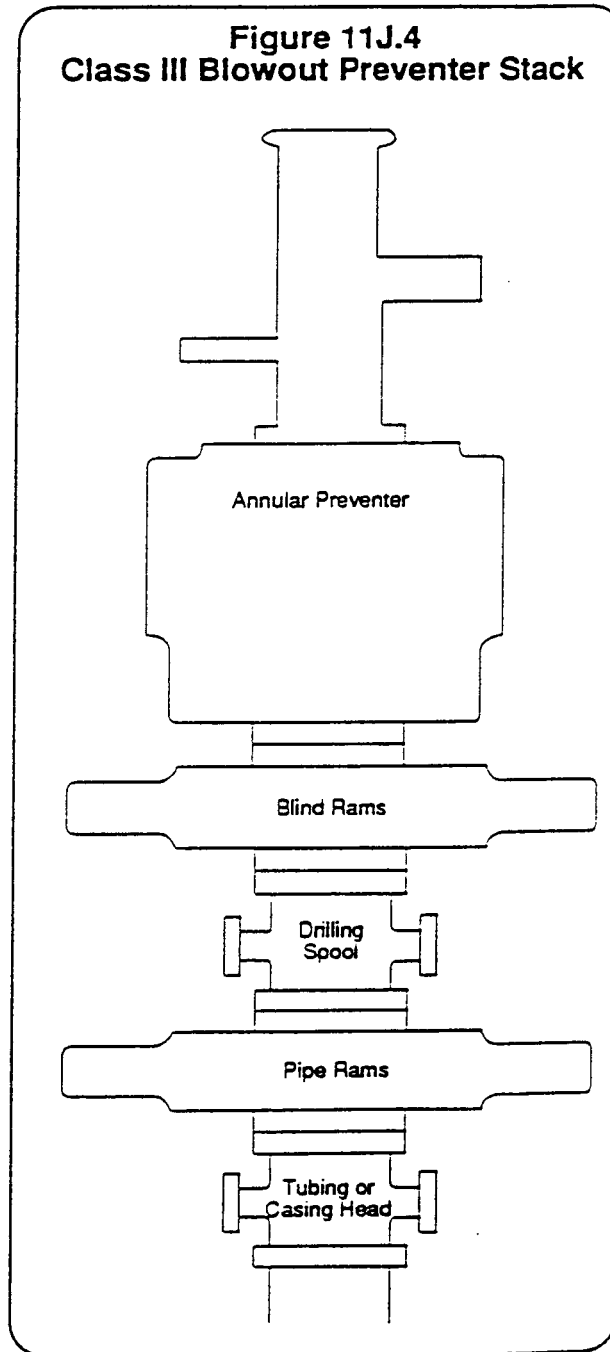 Figure 11J.4
Class III Blowout Preventer Stack
Annular Preventer
Blind Rams
Drilling
Spool
Pipe Rams
Tubing or
Casing Head